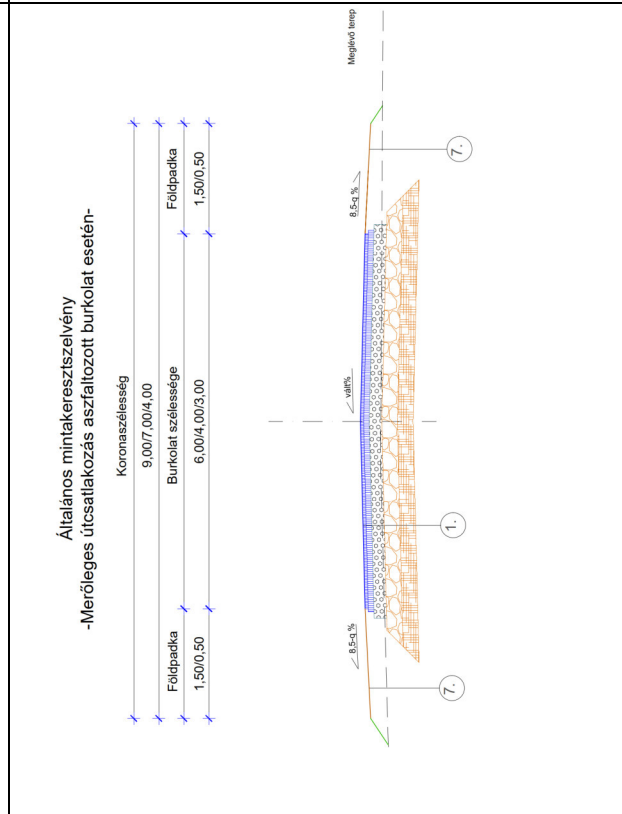 Általános mintakeresztszelvény
-Merőleges útcsatlakozás aszfaltozott burkolat esetén-
Koronaszélesség
9,00/7,00/4,00
Földpadka
Burkolat szélessége
Földpadka
1,50/0,50
6,00/4,00/3,00
1,50/0,50
Meglévő terep
8,5-q %
vált%
8,5-q %
7.
1.
7.